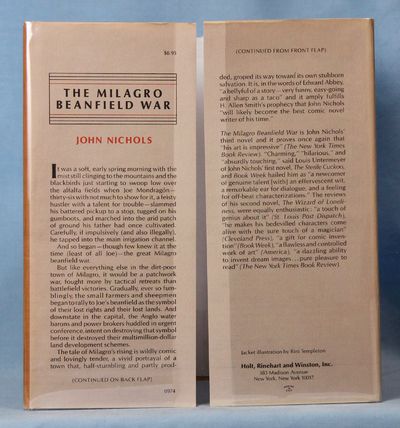 $8.95
THE MILAGRO
BEANFIELD WAR
JOHN NICHOLS
It was a soft, early spring morning with the
mist still clinging to the mountains and the
blackbirds just starting to swoop low over
the alfalfa fields when Joe Mondragón—
thirty-six with not much to show for it, a feisty
hustler with a talent for trouble—slammed
his battered pickup to a stop, tugged on his
gumboots, and marched into the arid patch
of ground his father had once cultivated.
Carefully, if impulsively (and also illegally),
he tapped into the main irrigation channel.
And so began—though few knew it at the
time (least of all Joe)—the great Milagro
beanfield war.
But like everything else in the dirt-poor
town of Milagro, it would be a patchwork
war, fought more by tactical retreats than
battlefield victories. Gradually, ever so fum-
blingly, the small farmers and sheepmen
began to rally to Joe's beanfield as the symbol
of their lost rights and their lost lands. And
downstate in the capital, the Anglo water
barons and power brokers huddled in urgent
conference, intent on destroying that symbol
before it destroyed their multimillion-dollar
land development schemes.
The tale of Milagro's rising is wildly comic
and lovingly tender, a vivid portrayal of a
town that, half-stumbling and partly prod-
(CONTINUED ON BACK FLAP)
0974
(CONTINUED FROM FRONT FLAP)
ded, groped its way toward its own stubborn
salvation. It is, in the words of Edward Abbey,
"a bellyful of a story—very funny, easy-going
and sharp as a taco" and it amply fulfills
H. Allen Smith's prophecy that John Nichols
"will likely become the best comic novel
writer of his time."
The Milagro Beanfield War is John Nichols'
third novel and it proves once again that
"his art is impressive" (The New York Times
Book Review). "Charming," "hilarious," and
"absurdly touching," said Louis Untermeyer
of John Nichols' first novel, The Sterile Cuckoo,
and Book Week hailed him as "a newcomer
of genuine talent [with] an effervescent wit,
a remarkable ear for dialogue, and a feeling
for off-beat characterizations." The reviews
of his second novel, The Wizard of Loneli-
ness, were equally enthusiastic: "a touch of
genius about it" (St. Louis Post Dispatch),
"he makes his bedevilled characters come
alive with the sure touch of a magician"
(Cleveland Press), "a gift for comic inven-
tion" (Book Week), "a flawless and controlled
work of art" (America), "a dazzling ability
to invent dream images . . . pure pleasure to
read" (The New York Times Book Review).
Jacket illustration by Rini Templeton
Holt, Rinehart and Winston, Inc.
383 Madison Avenue
New York, New York 10017